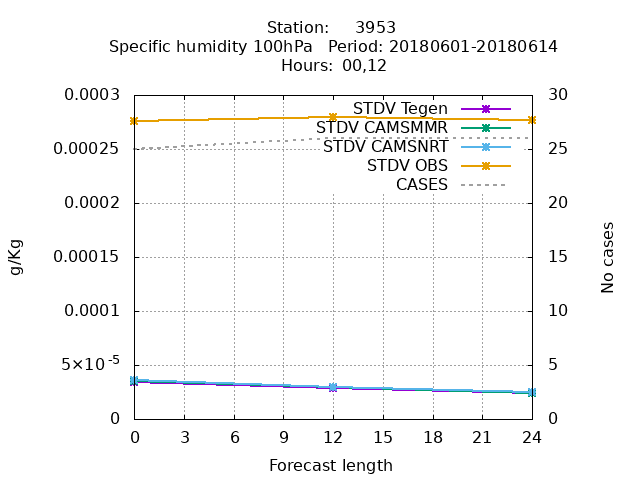 Station: 3953
Specific humidity 100hPa Period: 20180601-20180614
Hours: 00,12
0.0003
0.00025
0.0002
0.00015
0.0001
5×10⁻⁵
0
30
25
20
15
10
5
0
STDV Tegen
STDV CAMSMMR
STDV CAMSNRT
STDV OBS
CASES
g/Kg
No cases
0 3 6 9 12 15 18 21 24
Forecast length